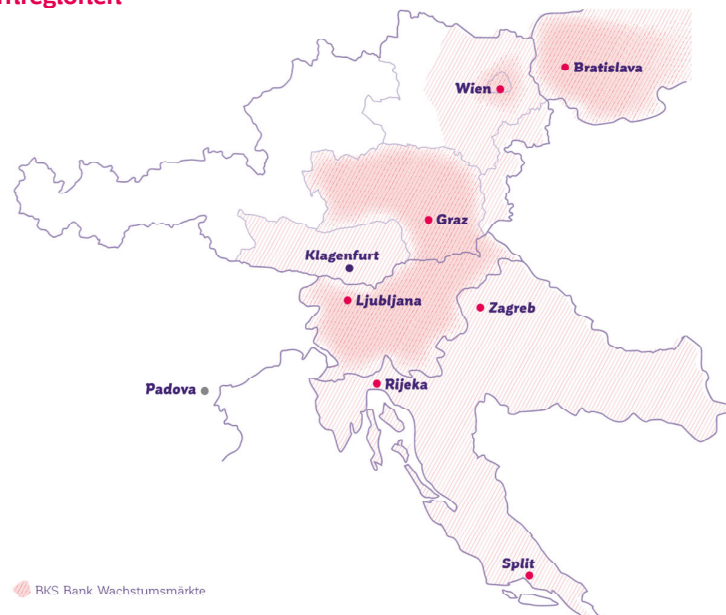 Wien
Bratislava
Graz
Klagenfurt
Ljubljana
Zagreb
Padova
Rijeka
Split
BKS Bank Wachstumsmärkte